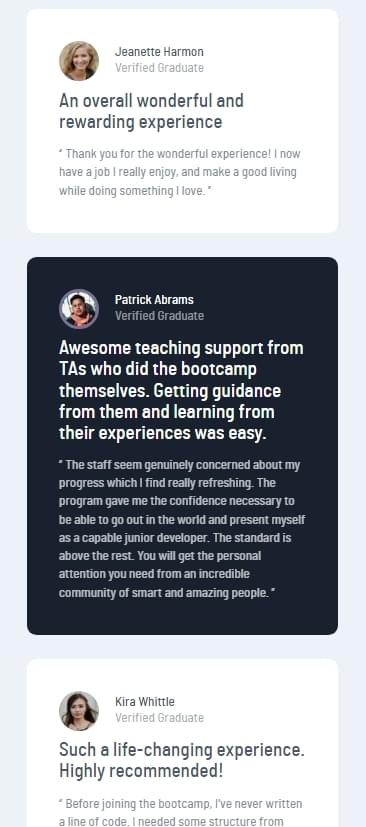 Jeanette Harmon
Verified Graduate
An overall wonderful and
rewarding experience
“ Thank you for the wonderful experience! I now
have a job I really enjoy, and make a good living
while doing something I love. ”
Patrick Abrams
Verified Graduate
Awesome teaching support from
TAs who did the bootcamp
themselves. Getting guidance
from them and learning from
their experiences was easy.
“ The staff seem genuinely concerned about my
progress which I find really refreshing. The
program gave me the confidence necessary to
be able to go out in the world and present myself
as a capable junior developer. The standard is
above the rest. You will get the personal
attention you need from an incredible
community of smart and amazing people. ”
Kira Whittle
Verified Graduate
Such a life-changing experience.
Highly recommended!
“ Before joining the bootcamp, I’ve never written
a line of code. I needed some structure from